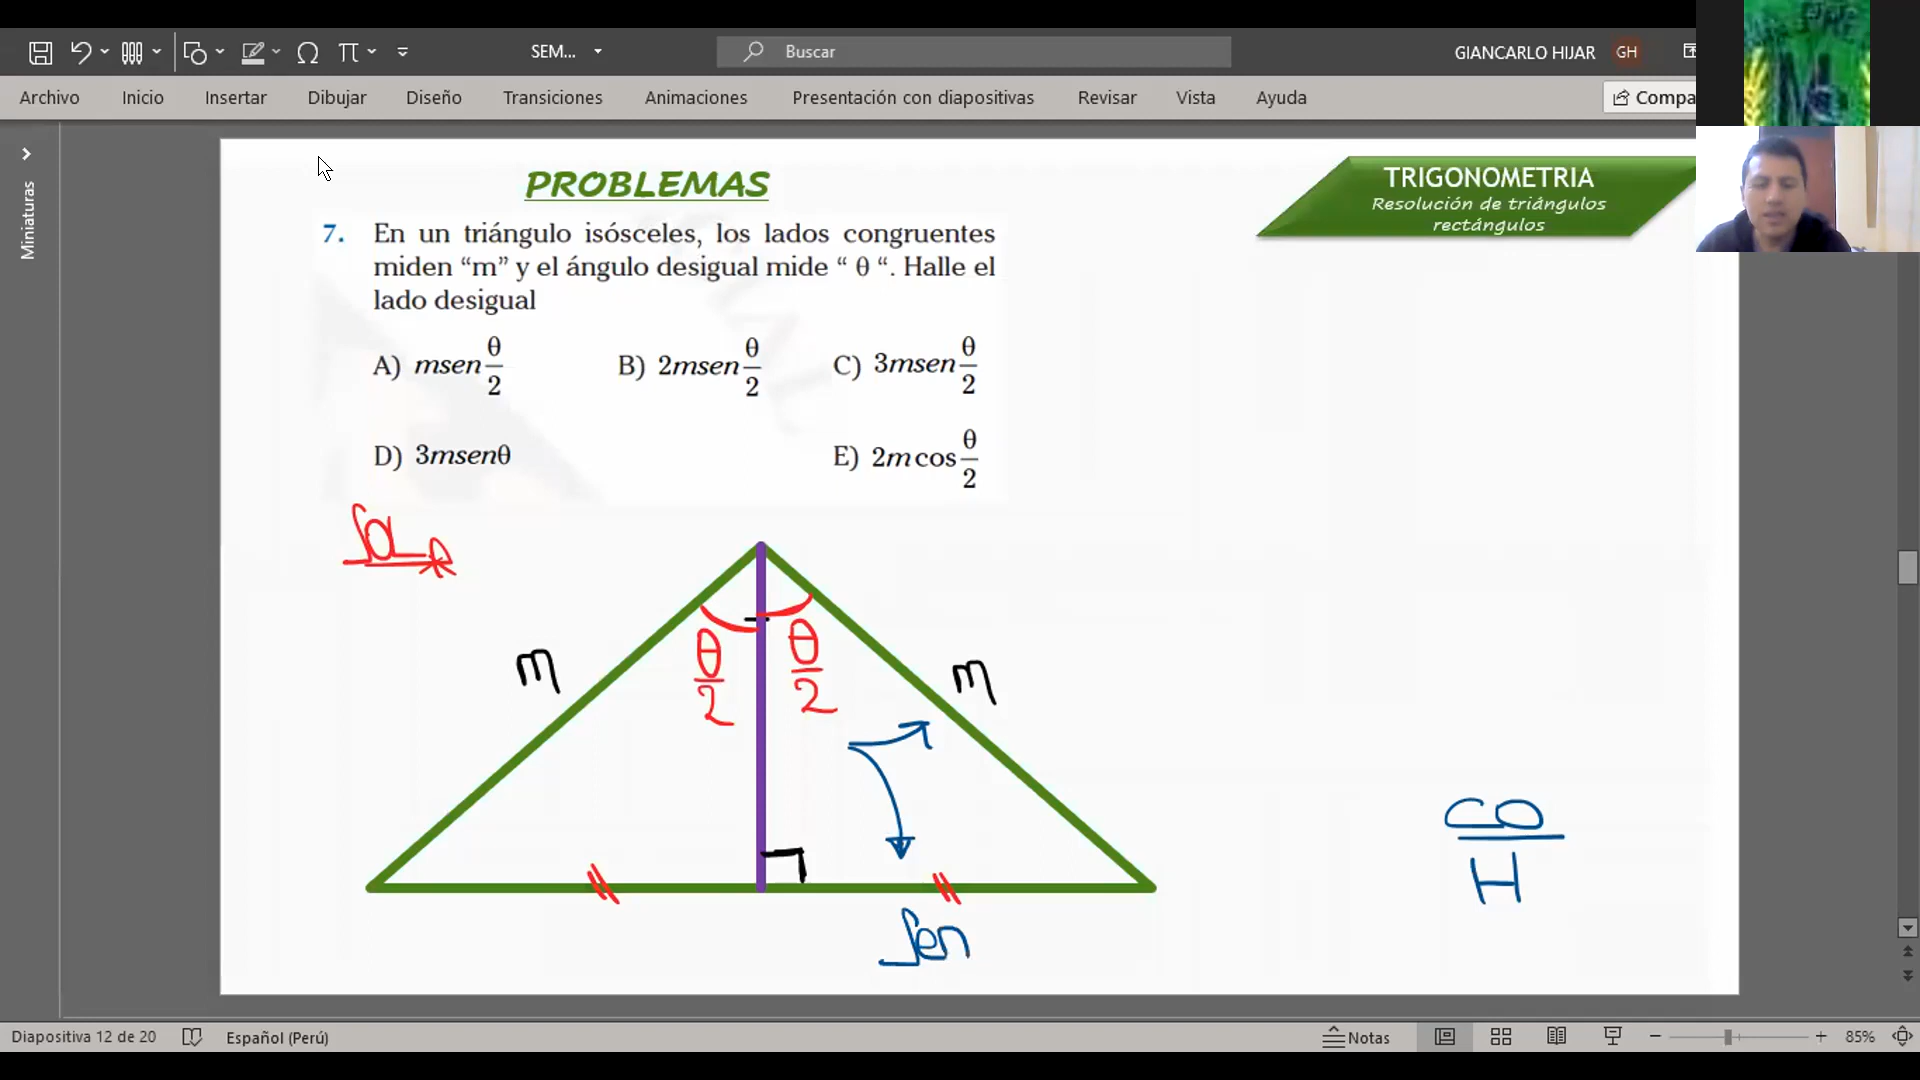 SEM...
Buscar
GIANCARLO HIJAR GH
Archivo Inicio Insertar Dibujar Diseño Transiciones Animaciones Presentación con diapositivas Revisar Vista Ayuda Compa
Miniaturas
PROBLEMAS
TRIGONOMETRIA
Resolución de triángulos
rectángulos
7. En un triángulo isósceles, los lados congruentes
miden “m” y el ángulo desigual mide “ θ “. Halle el
lado desigual
A) msen θ/2 B) 2msen θ/2 C) 3msen θ/2
D) 3msenθ E) 2m cos θ/2
Sol
m θ/2 θ/2 m
CO
H
Sen
Diapositiva 12 de 20 Español (Perú) Notas 85%